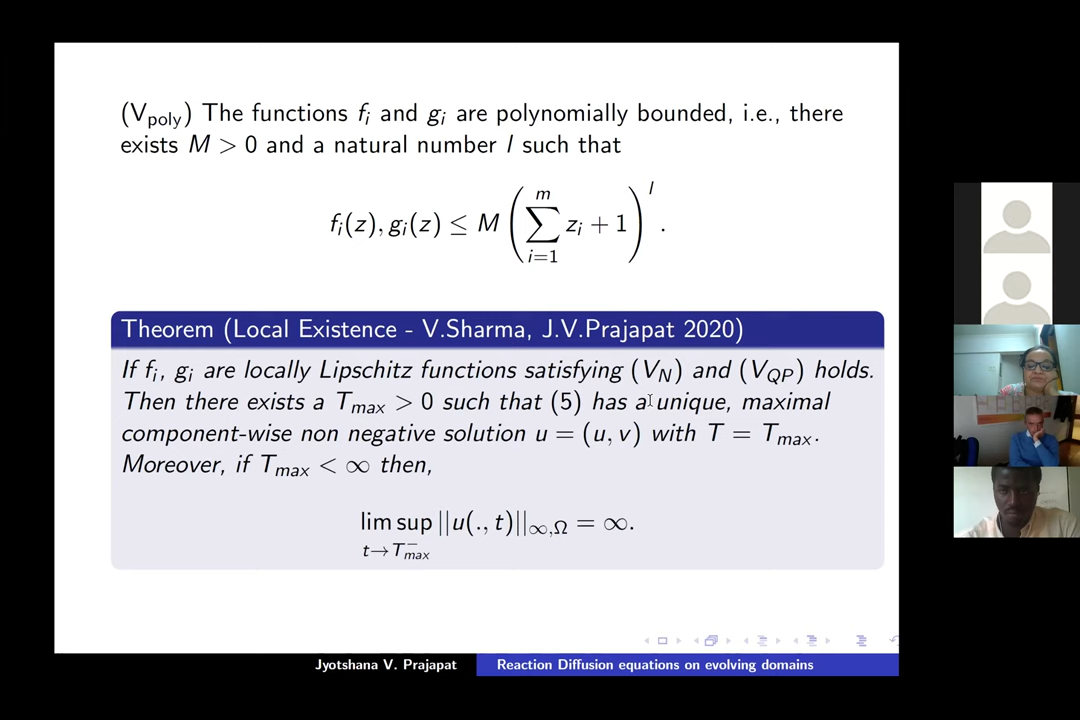 (V_poly) The functions f_i and g_i are polynomially bounded, i.e., there
exists M > 0 and a natural number l such that
f_i(z), g_i(z) ≤ M (∑_{i=1}^{m} z_i + 1)^l .
Theorem (Local Existence - V.Sharma, J.V.Prajapat 2020)
If f_i, g_i are locally Lipschitz functions satisfying (V_N) and (V_QP) holds.
Then there exists a T_max > 0 such that (5) has a unique, maximal
component-wise non negative solution u = (u, v) with T = T_max.
Moreover, if T_max < ∞ then,
lim sup_{t→T_max^−} ||u(., t)||_{∞,Ω} = ∞.
Jyotshana V. Prajapat Reaction Diffusion equations on evolving domains